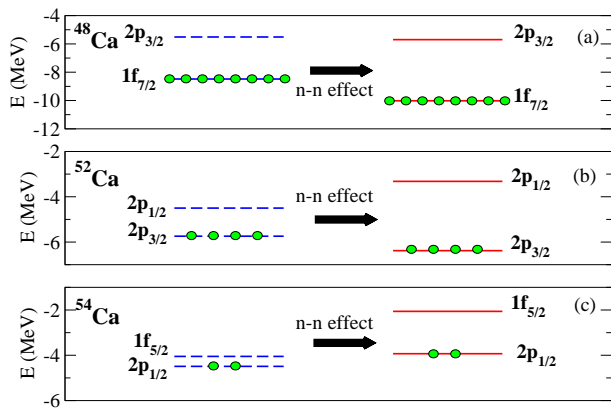 E (MeV)
-4
-6
-8
-10
-12
48Ca
2p3/2
1f7/2
n-n effect
2p3/2
1f7/2
(a)
E (MeV)
-2
-4
-6
52Ca
2p1/2
2p3/2
n-n effect
2p1/2
2p3/2
(b)
E (MeV)
-2
-4
-6
54Ca
1f5/2
2p1/2
n-n effect
1f5/2
2p1/2
(c)